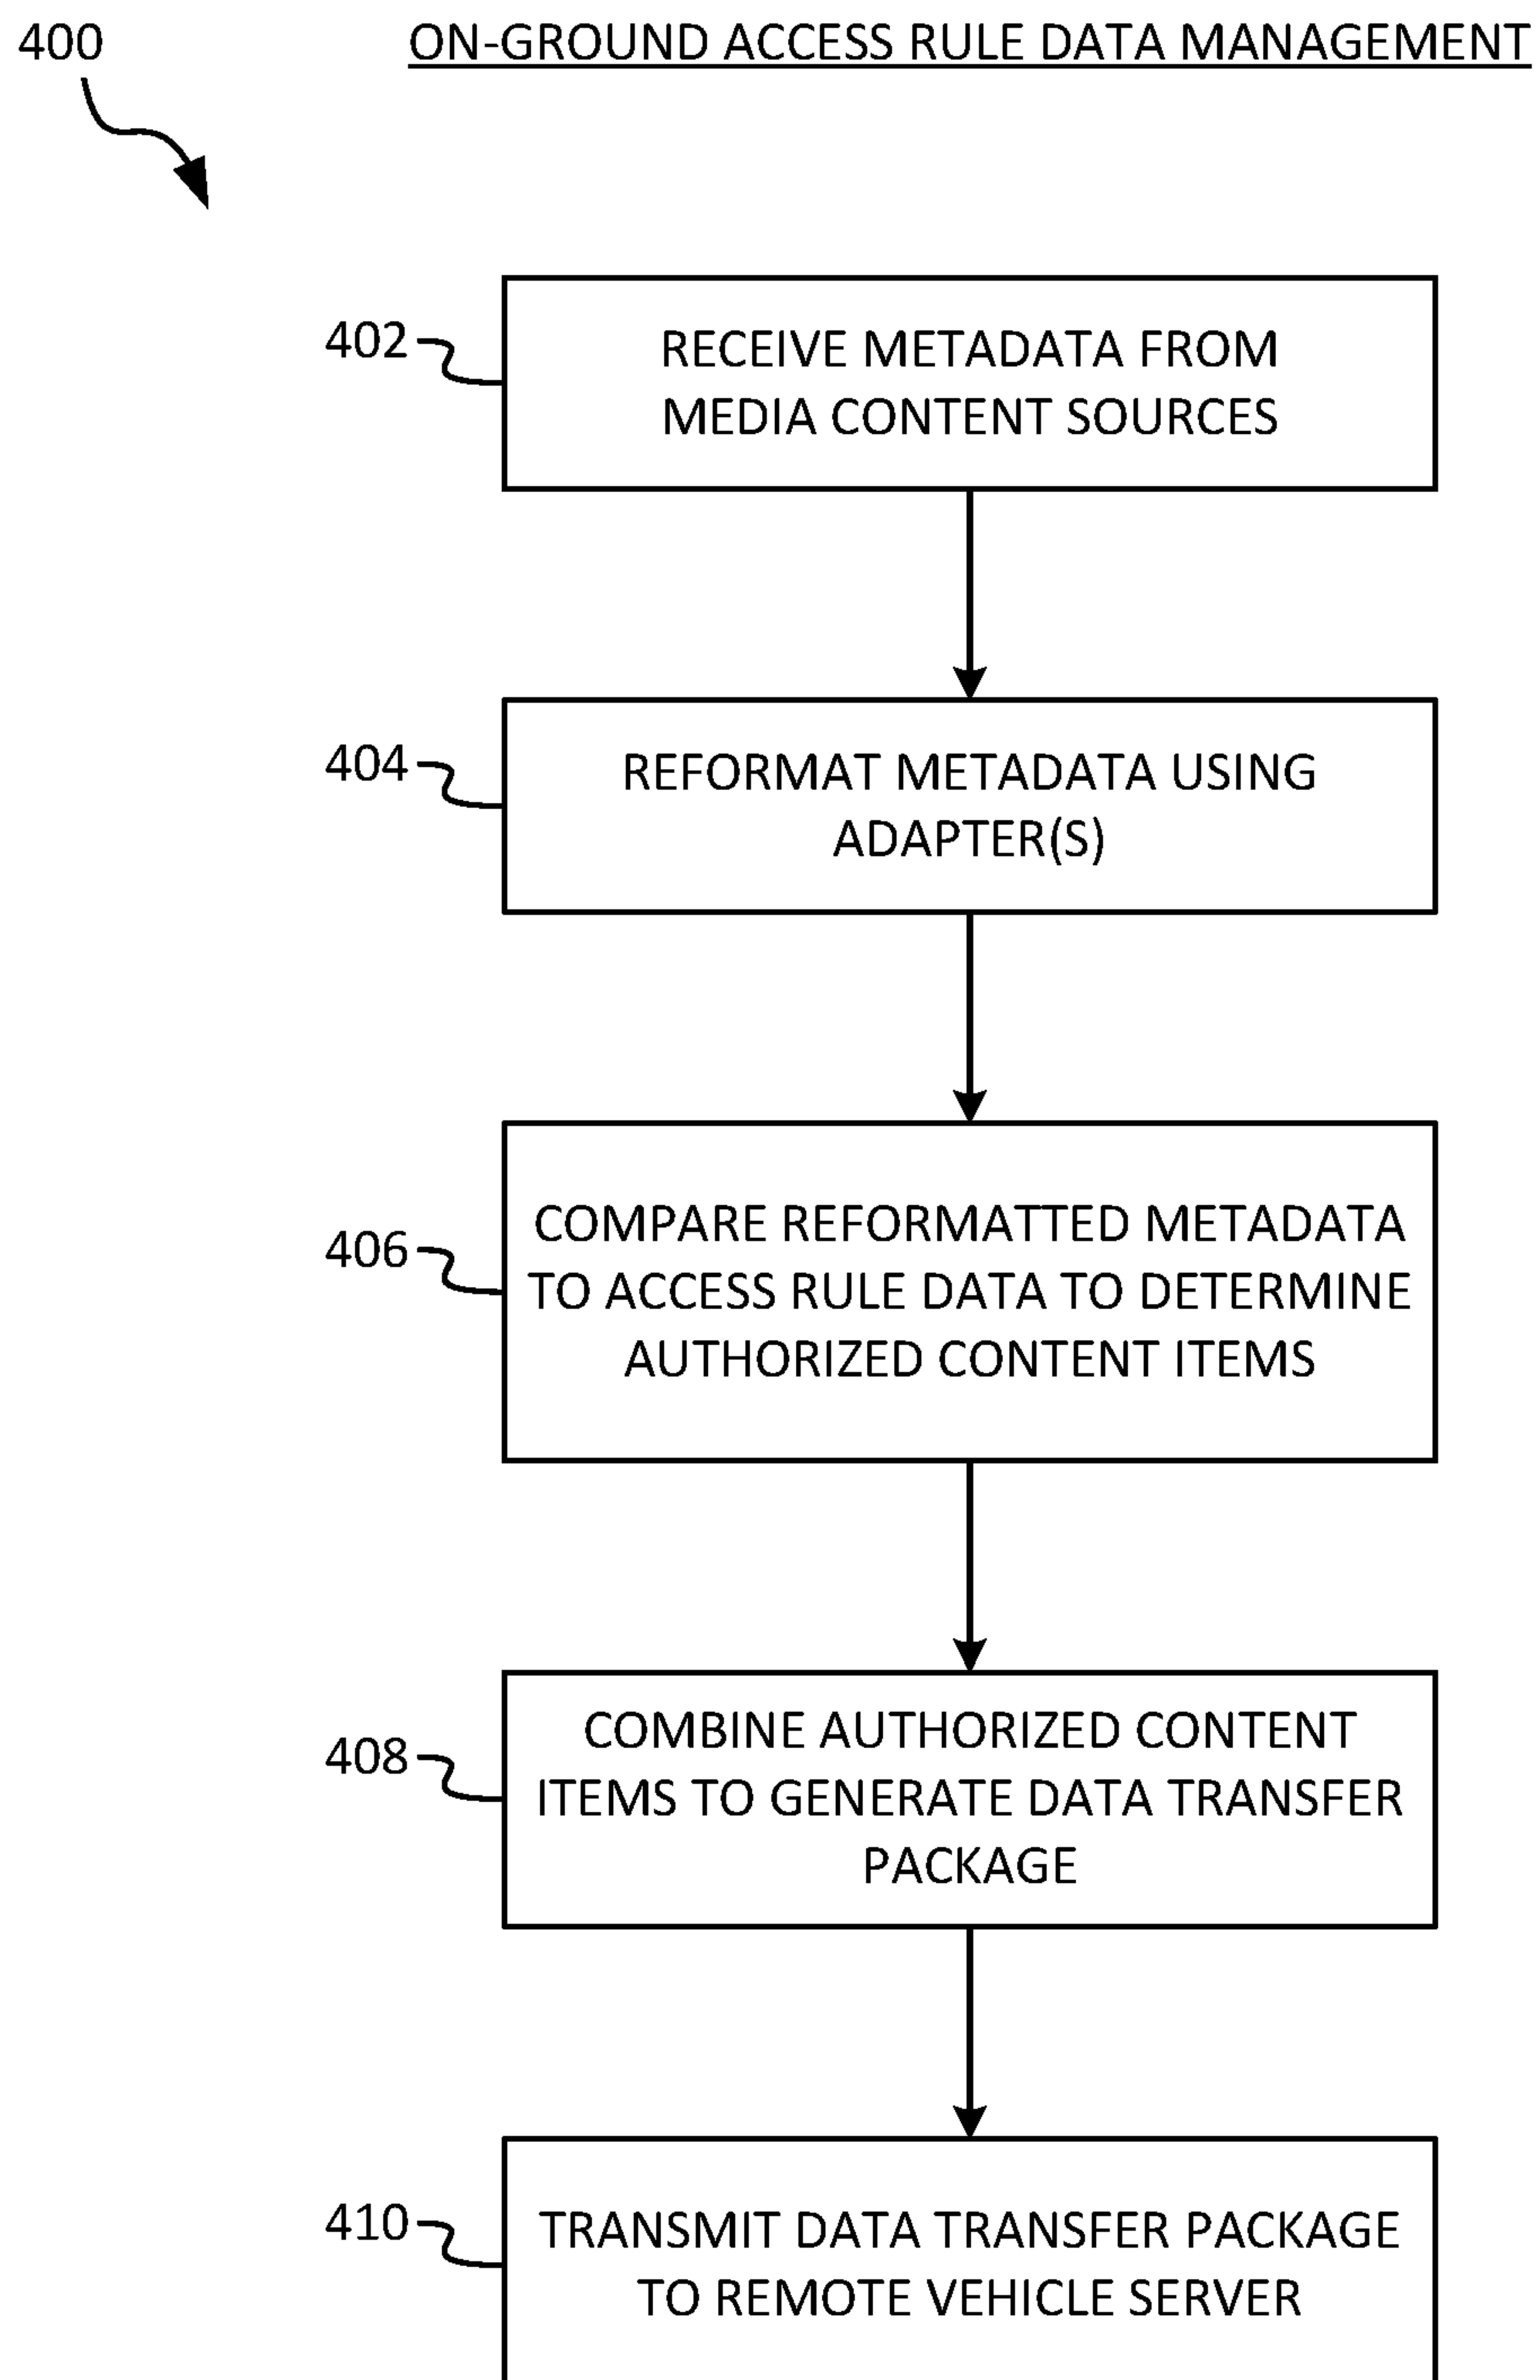 400
ON-GROUND ACCESS RULE DATA MANAGEMENT
402
RECEIVE METADATA FROM
MEDIA CONTENT SOURCES
404
REFORMAT METADATA USING
ADAPTER(S)
406
COMPARE REFORMATTED METADATA
TO ACCESS RULE DATA TO DETERMINE
AUTHORIZED CONTENT ITEMS
408
COMBINE AUTHORIZED CONTENT
ITEMS TO GENERATE DATA TRANSFER
PACKAGE
410
TRANSMIT DATA TRANSFER PACKAGE
TO REMOTE VEHICLE SERVER